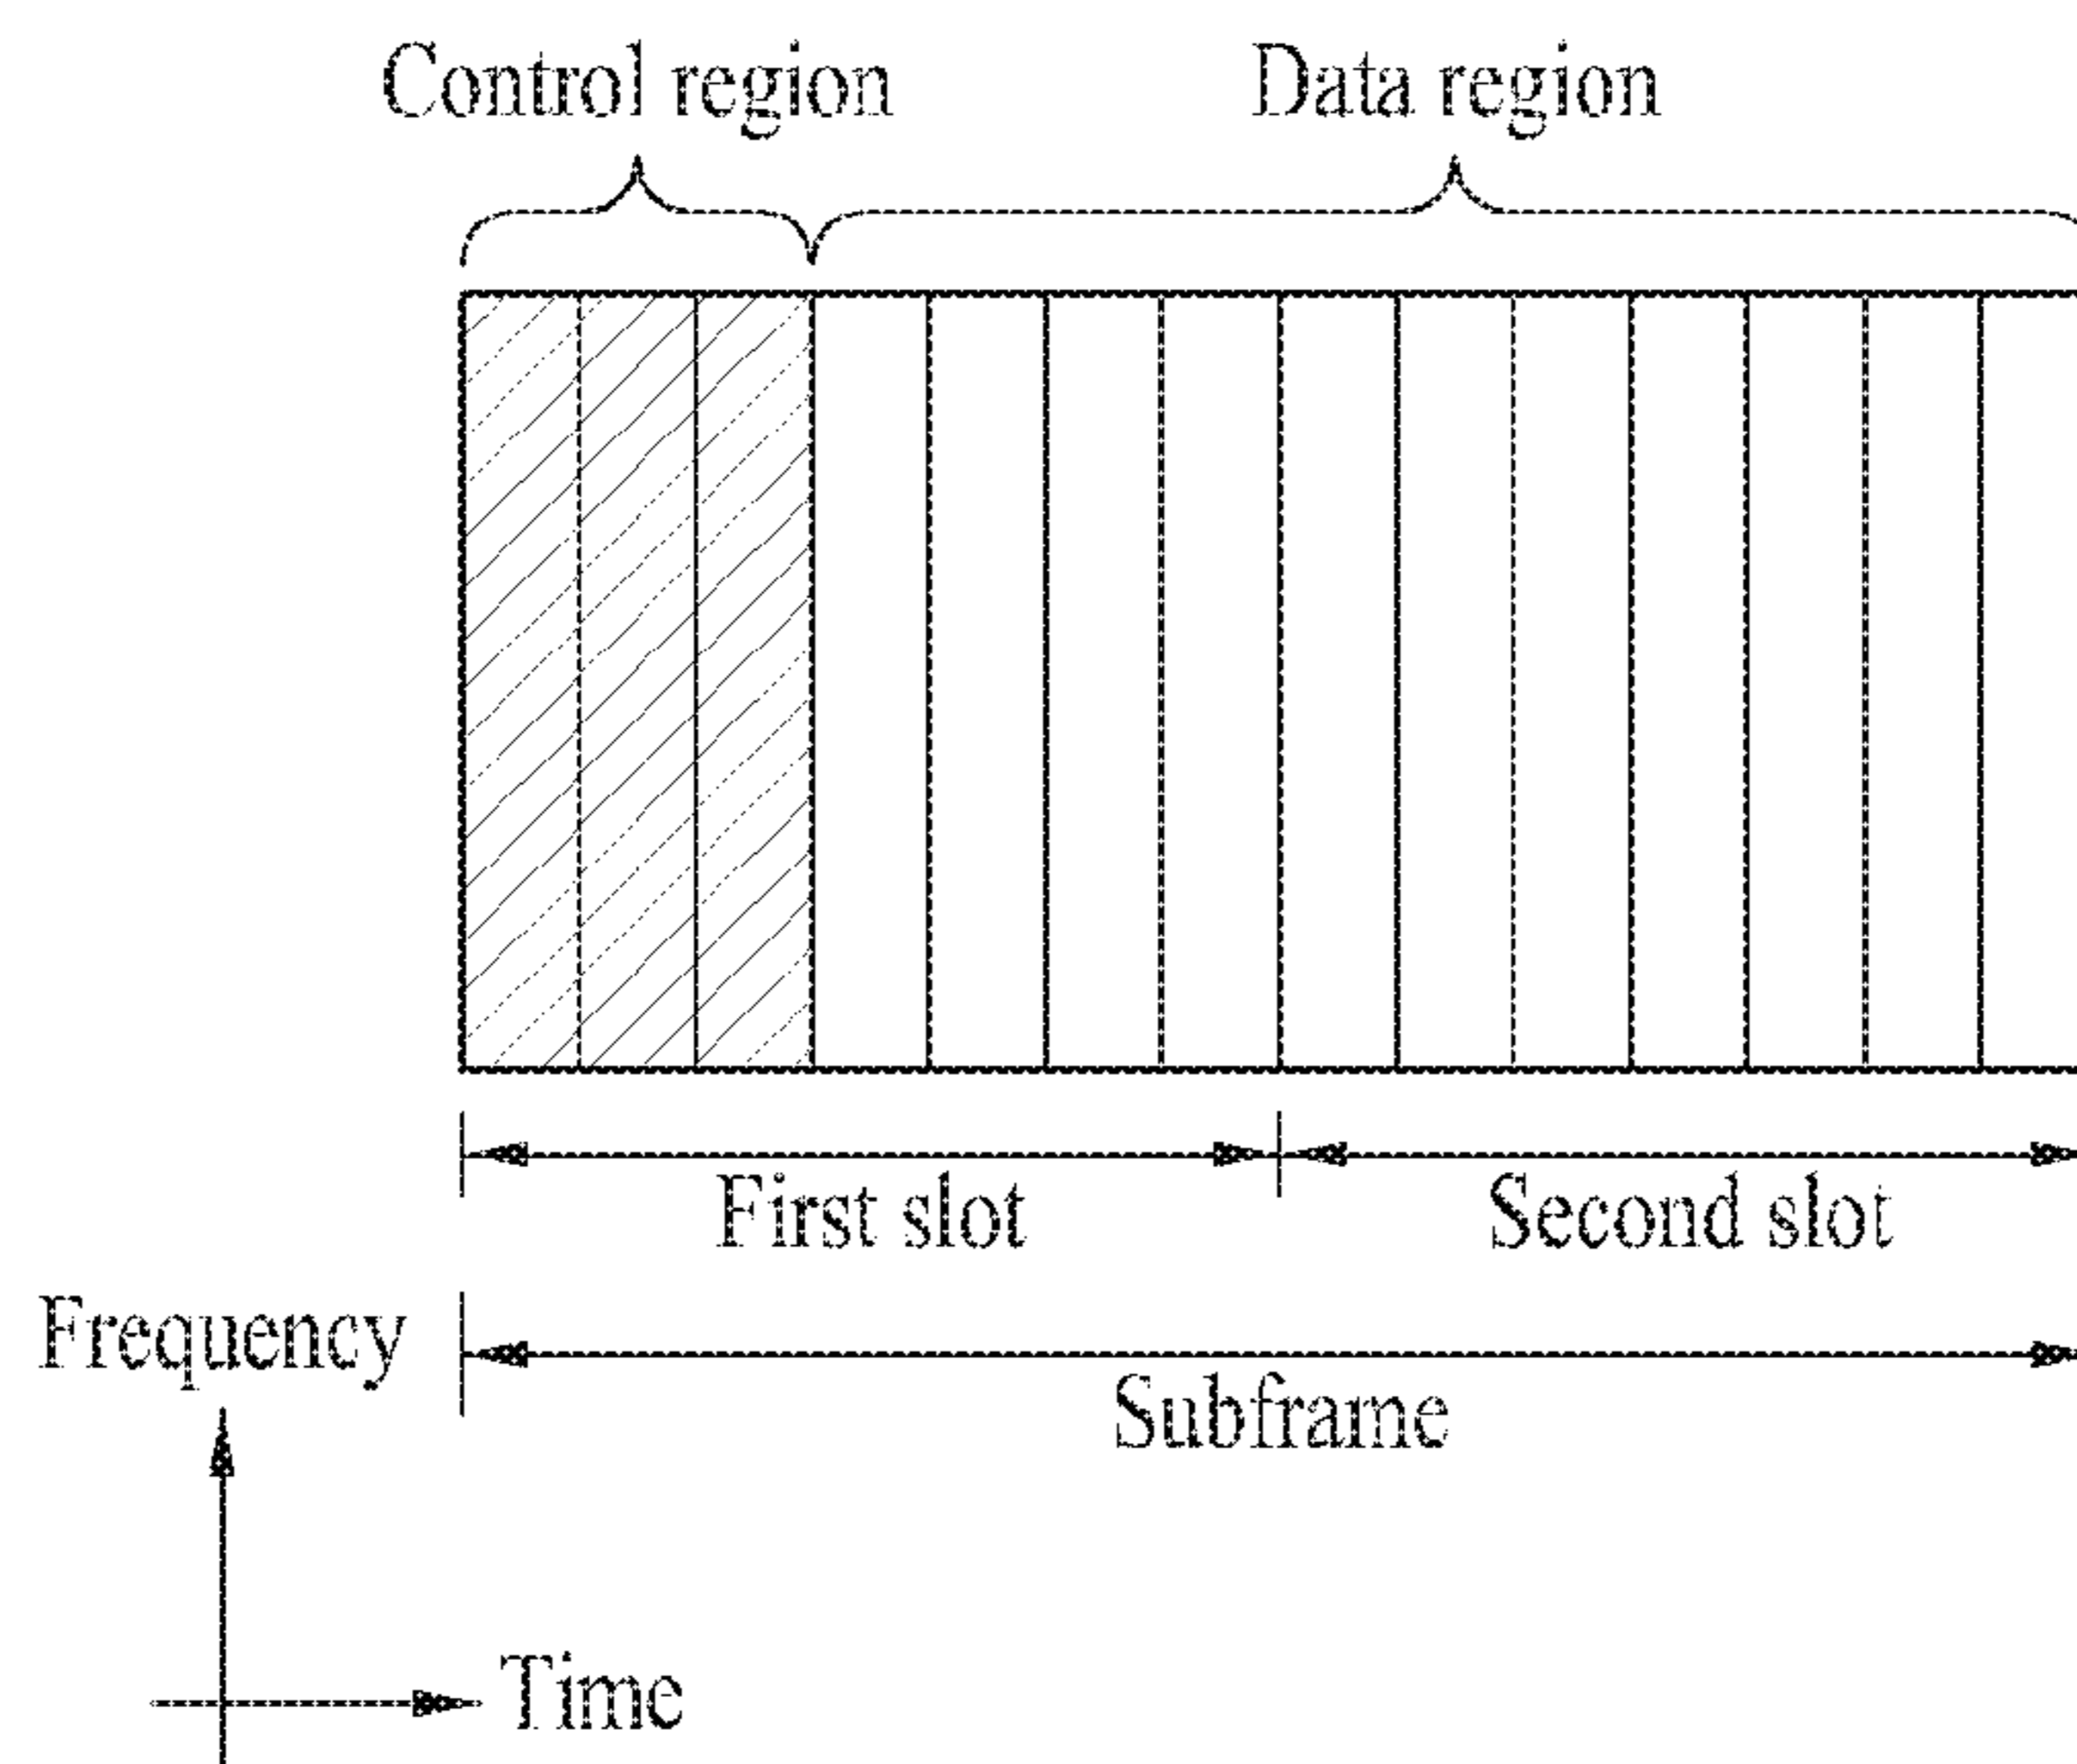 Control region
Data region
First slot
Second slot
Subframe
Frequency
Time